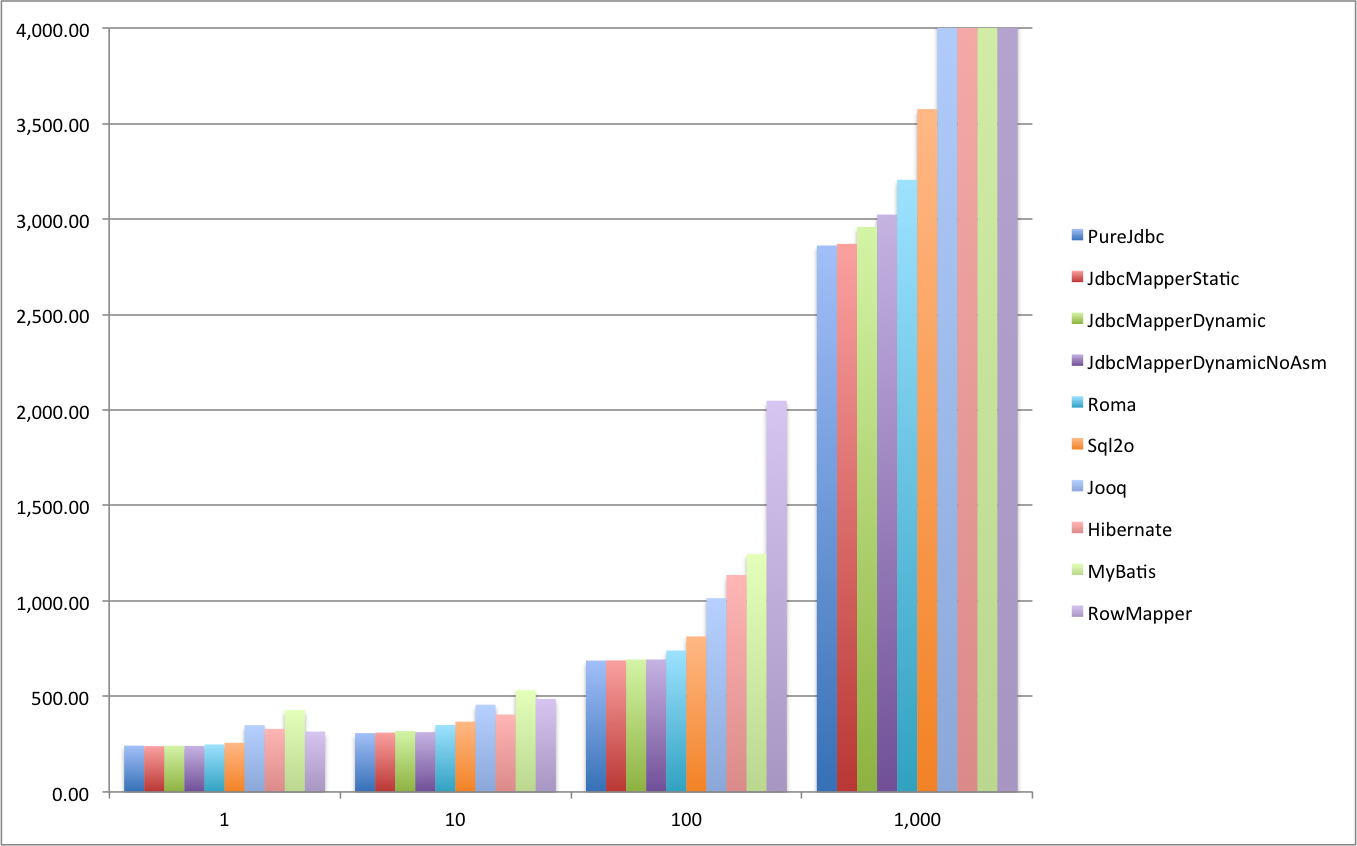 4,000.00
3,500.00
3,000.00
2,500.00
2,000.00
1,500.00
1,000.00
500.00
0.00
1 10 100 1,000
PureJdbc
JdbcMapperStatic
JdbcMapperDynamic
JdbcMapperDynamicNoAsm
Roma
Sql2o
Jooq
Hibernate
MyBatis
RowMapper